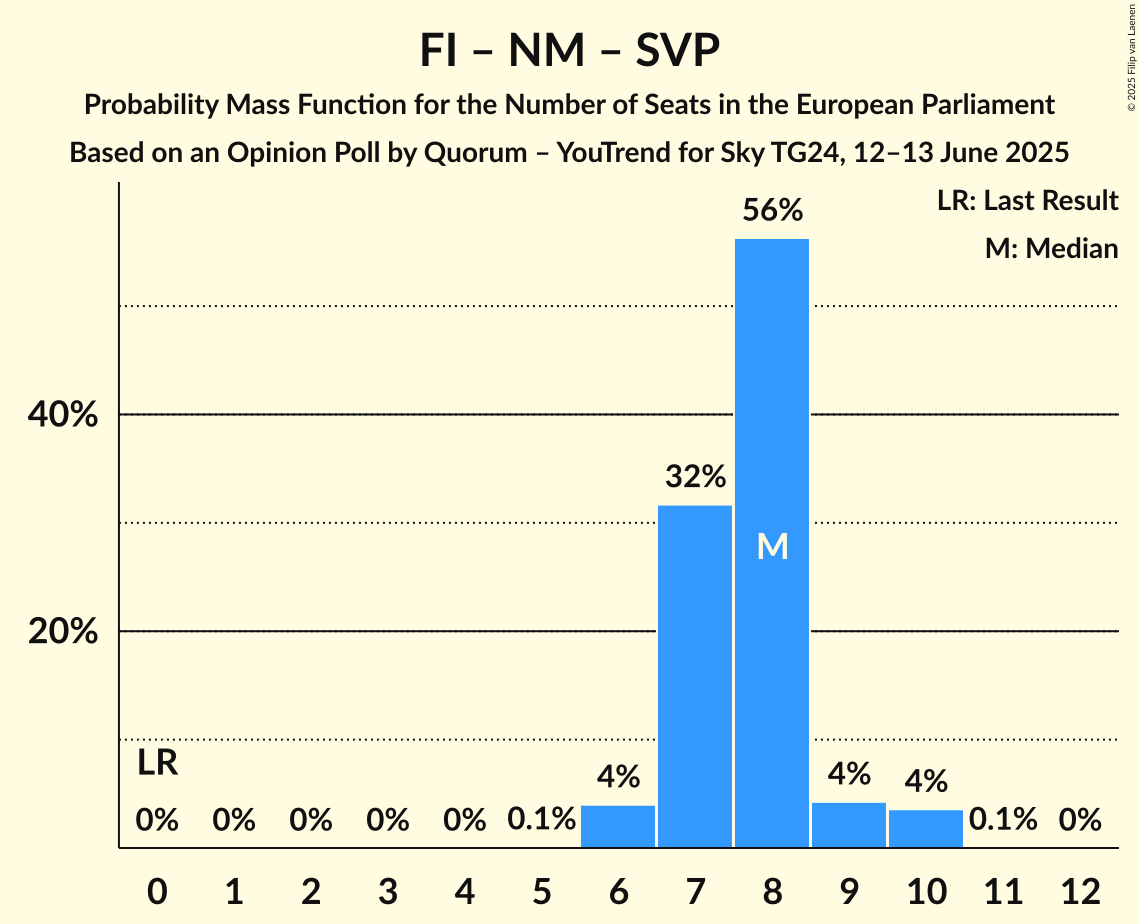 FI – NM – SVP
Probability Mass Function for the Number of Seats in the European Parliament
Based on an Opinion Poll by Quorum – YouTrend for Sky TG24, 12–13 June 2025
© 2025 Filip van Laenen
LR: Last Result
M: Median
56%
40%
32%
M
20%
LR
0% 0% 0% 0% 0% 0.1% 4% 4% 4% 0.1% 0%
0 1 2 3 4 5 6 7 8 9 10 11 12